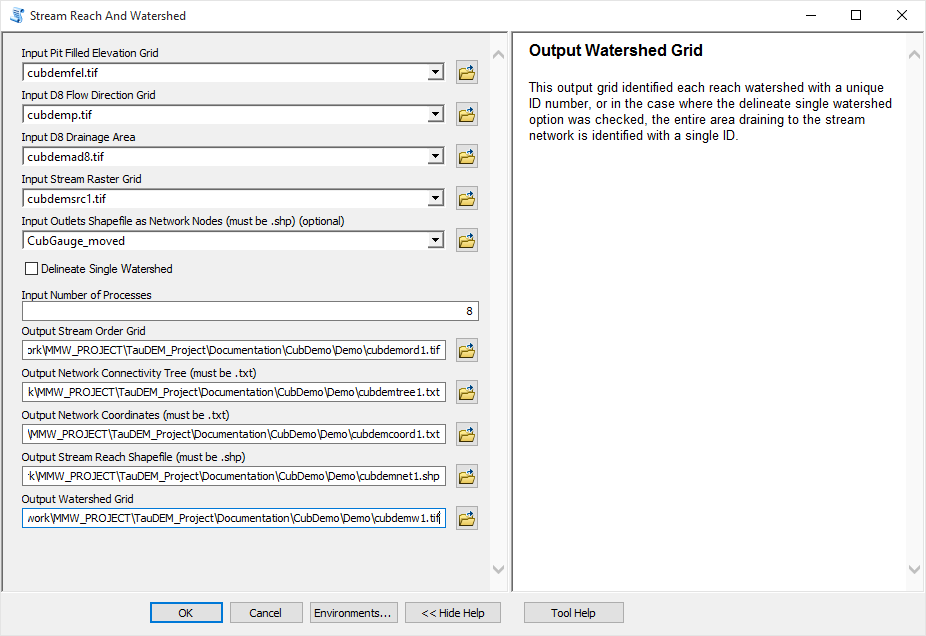 Stream Reach And Watershed
Input Pit Filled Elevation Grid
cubdemfel.tif
Input D8 Flow Direction Grid
cubdemp.tif
Input D8 Drainage Area
cubdemad8.tif
Input Stream Raster Grid
cubdemsrc1.tif
Input Outlets Shapefile as Network Nodes (must be .shp) (optional)
CubGauge_moved
Delineate Single Watershed
Input Number of Processes
8
Output Stream Order Grid
ork\MMW_PROJECT\TauDEM_Project\Documentation\CubDemo\Demo\cubdemord1.tif
Output Network Connectivity Tree (must be .txt)
k\MMW_PROJECT\TauDEM_Project\Documentation\CubDemo\Demo\cubdemtree1.txt
Output Network Coordinates (must be .txt)
\MMW_PROJECT\TauDEM_Project\Documentation\CubDemo\Demo\cubdemcoord1.txt
Output Stream Reach Shapefile (must be .shp)
k\MMW_PROJECT\TauDEM_Project\Documentation\CubDemo\Demo\cubdemnet1.shp
Output Watershed Grid
work\MMW_PROJECT\TauDEM_Project\Documentation\CubDemo\Demo\cubdemw1.tif
OK
Cancel
Environments...
<< Hide Help
Output Watershed Grid
This output grid identified each reach watershed with a unique
ID number, or in the case where the delineate single watershed
option was checked, the entire area draining to the stream
network is identified with a single ID.
Tool Help